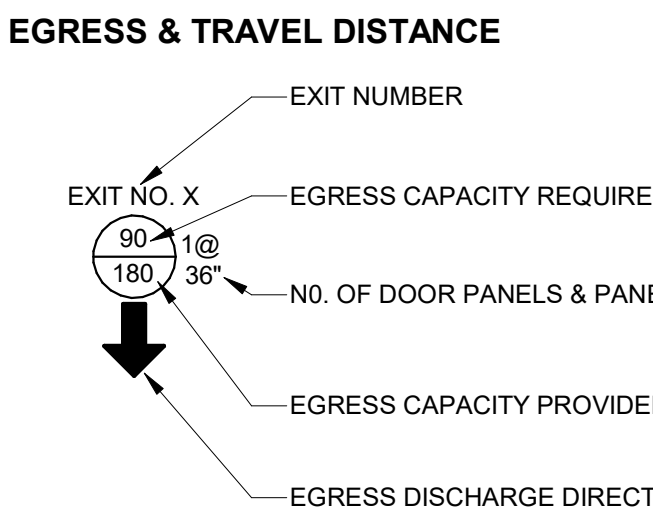 EGRESS & TRAVEL DISTANCE
EXIT NUMBER
EXIT NO. X
EGRESS CAPACITY REQUIRE
90
1@
180
36"
N0. OF DOOR PANELS & PANE
EGRESS CAPACITY PROVIDE
EGRESS DISCHARGE DIRECT